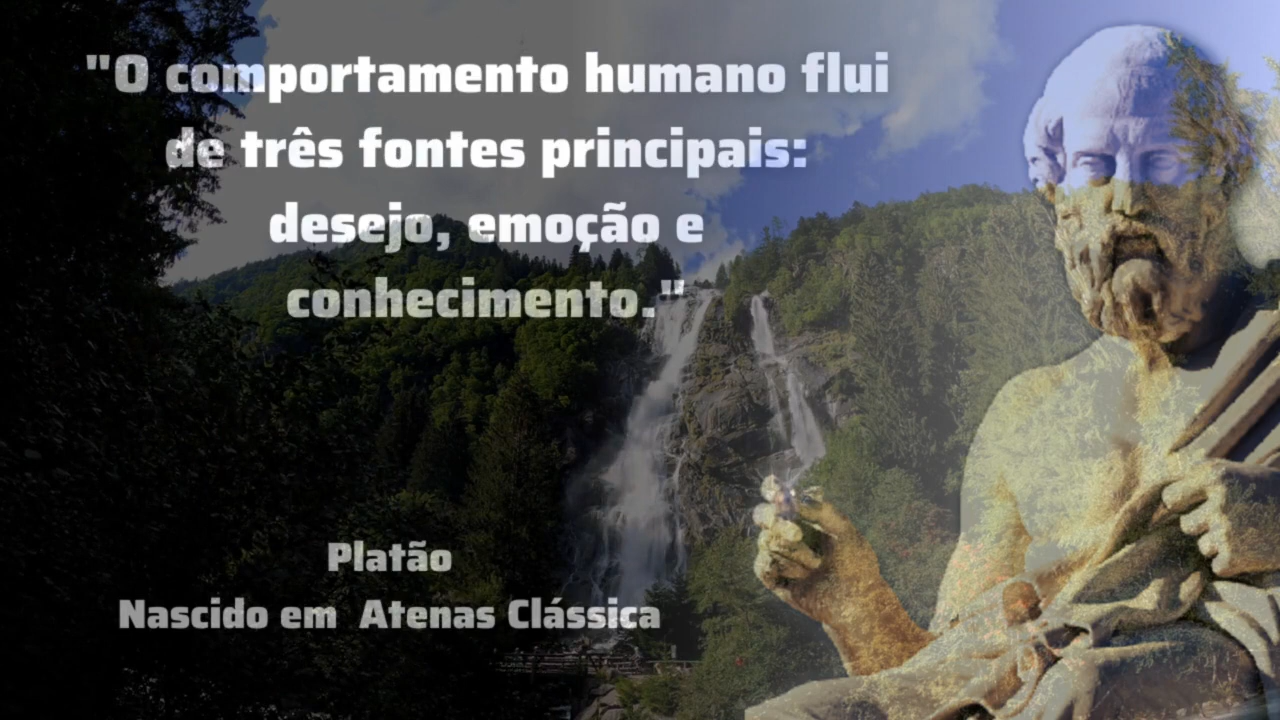 "O comportamento humano flui
de três fontes principais:
desejo, emoção e
conhecimento."
Platão
Nascido em Atenas Clássica